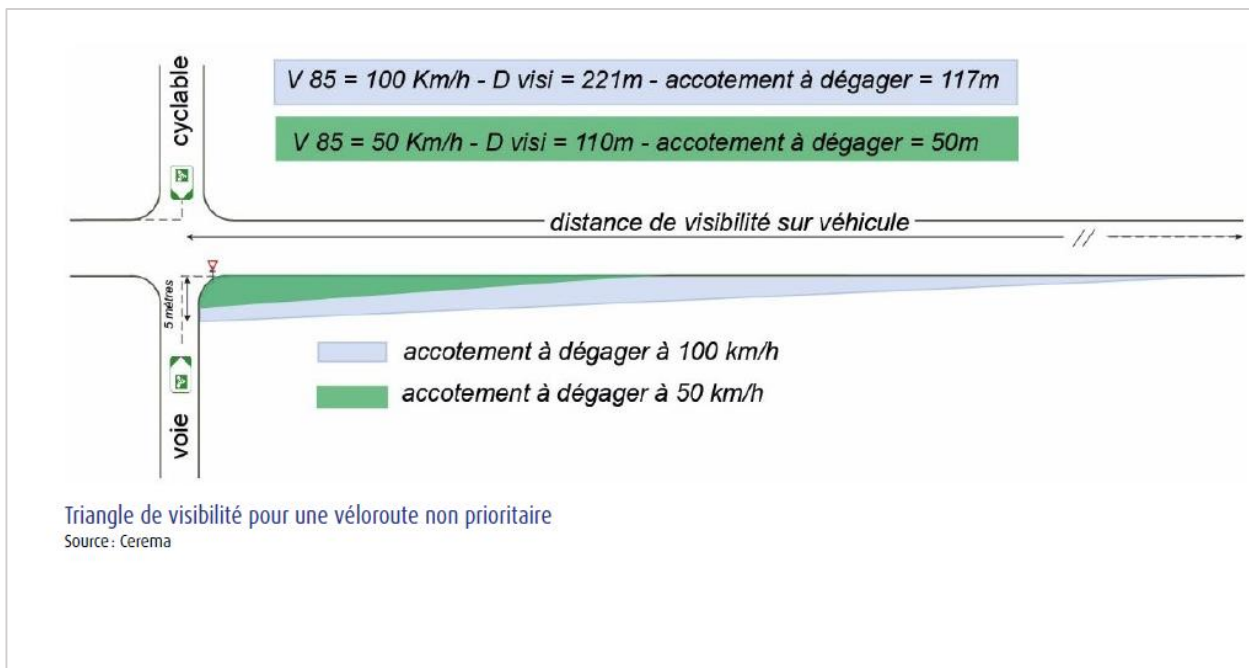 cyclable
V 85 = 100 Km/h - D visi = 221m - accotement à dégager = 117m
V 85 = 50 Km/h - D visi = 110m - accotement à dégager = 50m
distance de visibilité sur véhicule
5 mètres
accotement à dégager à 100 km/h
accotement à dégager à 50 km/h
voie
Triangle de visibilité pour une véloroute non prioritaire
Source : Cerema